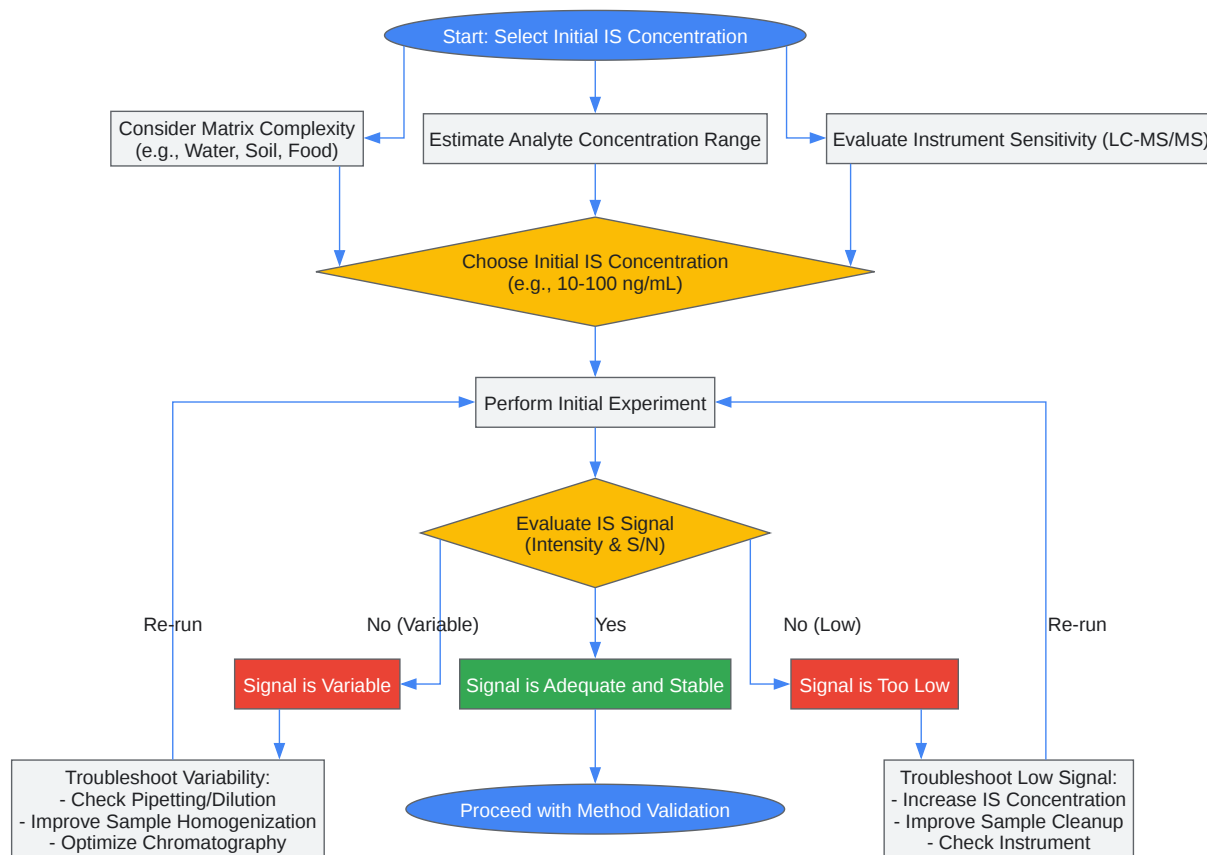 Start: Select Initial IS Concentration
Consider Matrix Complexity
(e.g., Water, Soil, Food)
Estimate Analyte Concentration Range
Evaluate Instrument Sensitivity (LC-MS/MS)
Choose Initial IS Concentration
(e.g., 10-100 ng/mL)
Perform Initial Experiment
Evaluate IS Signal
(Intensity & S/N)
Re-run
No (Variable)
Yes
No (Low)
Re-run
Signal is Variable
Signal is Adequate and Stable
Signal is Too Low
Troubleshoot Variability:
- Check Pipetting/Dilution
- Improve Sample Homogenization
- Optimize Chromatography
Proceed with Method Validation
Troubleshoot Low Signal:
- Increase IS Concentration
- Improve Sample Cleanup
- Check Instrument